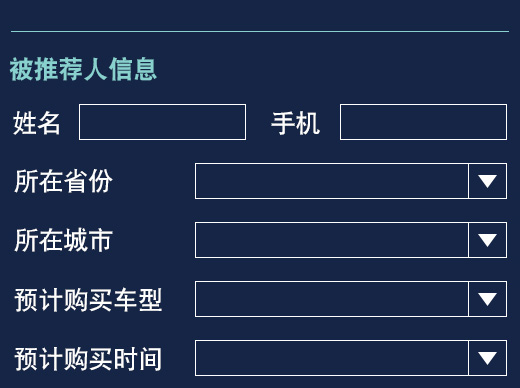 被推荐人信息
姓名 手机
所在省份
所在城市
预计购买车型
预计购买时间